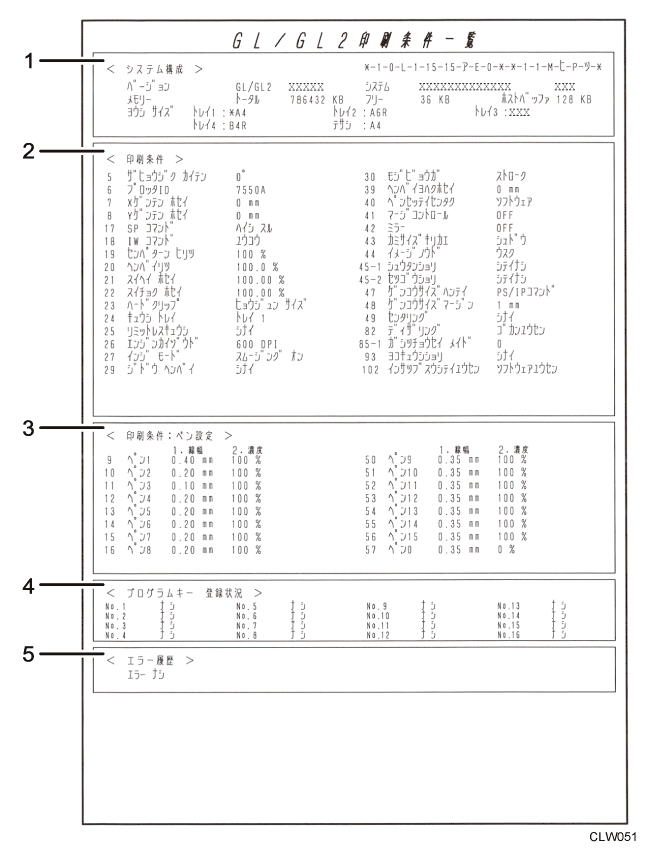 GL/GL2印刷条件一覧
1
< システム構成 > *-1-0-L-1-15-15-ア-E-0-*-*-1-1-M-ヒ-P-ツ-*
バージョン GL/GL2 XXXXX システム XXXXXXXXXXXXX XXX
メモリー トータル 786432 KB フリー 36 KB ホストバッファ 128 KB
ヨウシ サイズ トレイ1 :*A4 トレイ2 :A6R トレイ3 :XXX
トレイ4 :B4R テサシ :A4
2
< 印刷条件 >
5 ザヒョウジク カイテン 0° 30 モジビョウガ ストローク
6 プロッタID 7550A 39 ヘンバイヨハクホセイ 0 mm
7 Xゲンテン ホセイ 0 mm 40 ペンセッテイセンタク ソフトウェア
8 Yゲンテン ホセイ 0 mm 41 マージコントロール OFF
17 SP コマンド ハイシ スル 42 ミラー OFF
18 IW コマンド ユウコウ 43 カミサイズキリカエ シュドウ
19 センパターン ヒリツ 100 % 44 イメージノウド ウスク
20 ヘンバイリツ 100.0 % 45-1 シュウタンショリ シテイナシ
21 スイヘイ ホセイ 100.00 % 45-2 セツゴウショリ シテイナシ
22 スイチョク ホセイ 100.00 % 47 ゲンコウサイズハンテイ PS/IPコマンド
23 ハードクリップ ヒョウジュン サイズ 48 ゲンコウサイズマージン 1 mm
24 キュウシ トレイ トレイ 1 49 センタリング シナイ
25 リミットレスキュウシ シナイ 82 ディザリング ゴカンユウセン
26 エンジンカイゾウド 600 DPI 85-1 ガシツチョウセイ メイド 0
27 インジ モード スムージング オン 93 ヨコキュウシショリ シナイ
29 ジドウ ヘンバイ シナイ 102 インサツブスウシテイユウセン ソフトウェアユウセン
3
< 印刷条件:ペン設定 >
1.線幅 2.濃度 1.線幅 2.濃度
9 ペン1 0.40 mm 100 % 50 ペン9 0.35 mm 100 %
10 ペン2 0.20 mm 100 % 51 ペン10 0.35 mm 100 %
11 ペン3 0.10 mm 100 % 52 ペン11 0.35 mm 100 %
12 ペン4 0.20 mm 100 % 53 ペン12 0.35 mm 100 %
13 ペン5 0.20 mm 100 % 54 ペン13 0.35 mm 100 %
14 ペン6 0.20 mm 100 % 55 ペン14 0.35 mm 100 %
15 ペン7 0.20 mm 100 % 56 ペン15 0.35 mm 100 %
16 ペン8 0.20 mm 100 % 57 ペン0 0.35 mm 0 %
4
< プログラムキー 登録状況 >
No.1 ナシ No.5 ナシ No.9 ナシ No.13 ナシ
No.2 ナシ No.6 ナシ No.10 ナシ No.14 ナシ
No.3 ナシ No.7 ナシ No.11 ナシ No.15 ナシ
No.4 ナシ No.8 ナシ No.12 ナシ No.16 ナシ
5
< エラー履歴 >
エラー ナシ
CLW051